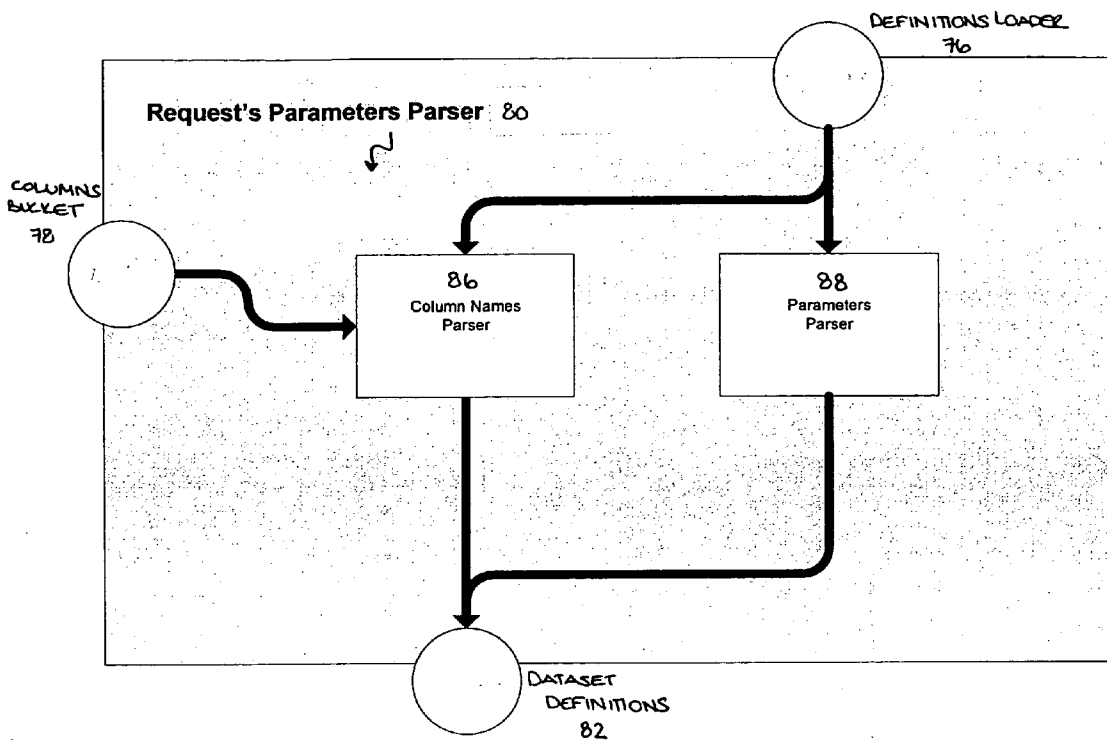 DEFINITIONS LOADER
76
Request's Parameters Parser 80
COLUMNS
BUCKET
78
86
Column Names
Parser
88
Parameters
Parser
DATASET
DEFINITIONS
82